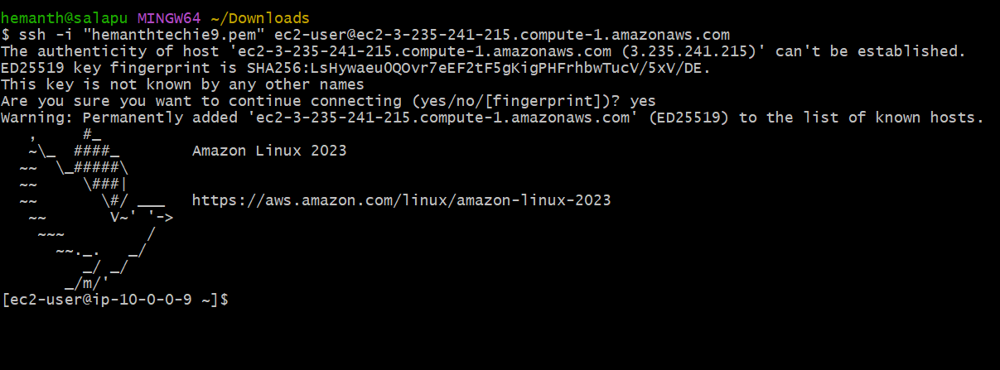 hemanth@salapu MINGW64 ~/Downloads
$ ssh -i "hemanthtechie9.pem" ec2-user@ec2-3-235-241-215.compute-1.amazonaws.com
The authenticity of host 'ec2-3-235-241-215.compute-1.amazonaws.com (3.235.241.215)' can't be established.
ED25519 key fingerprint is SHA256:LsHywaeu0QOvr7eEF2tF5gKigPHFrhbwTucV/5xV/DE.
This key is not known by any other names
Are you sure you want to continue connecting (yes/no/[fingerprint])? yes
Warning: Permanently added 'ec2-3-235-241-215.compute-1.amazonaws.com' (ED25519) to the list of known hosts.
   ,     #_
   ~\_  ####_        Amazon Linux 2023
  ~~  \_#####\
  ~~     \###|
  ~~       \#/ ___   https://aws.amazon.com/linux/amazon-linux-2023
   ~~       V~' '->
    ~~~         /
      ~~._.   _/
         _/ _/
       _/m/'
[ec2-user@ip-10-0-0-9 ~]$